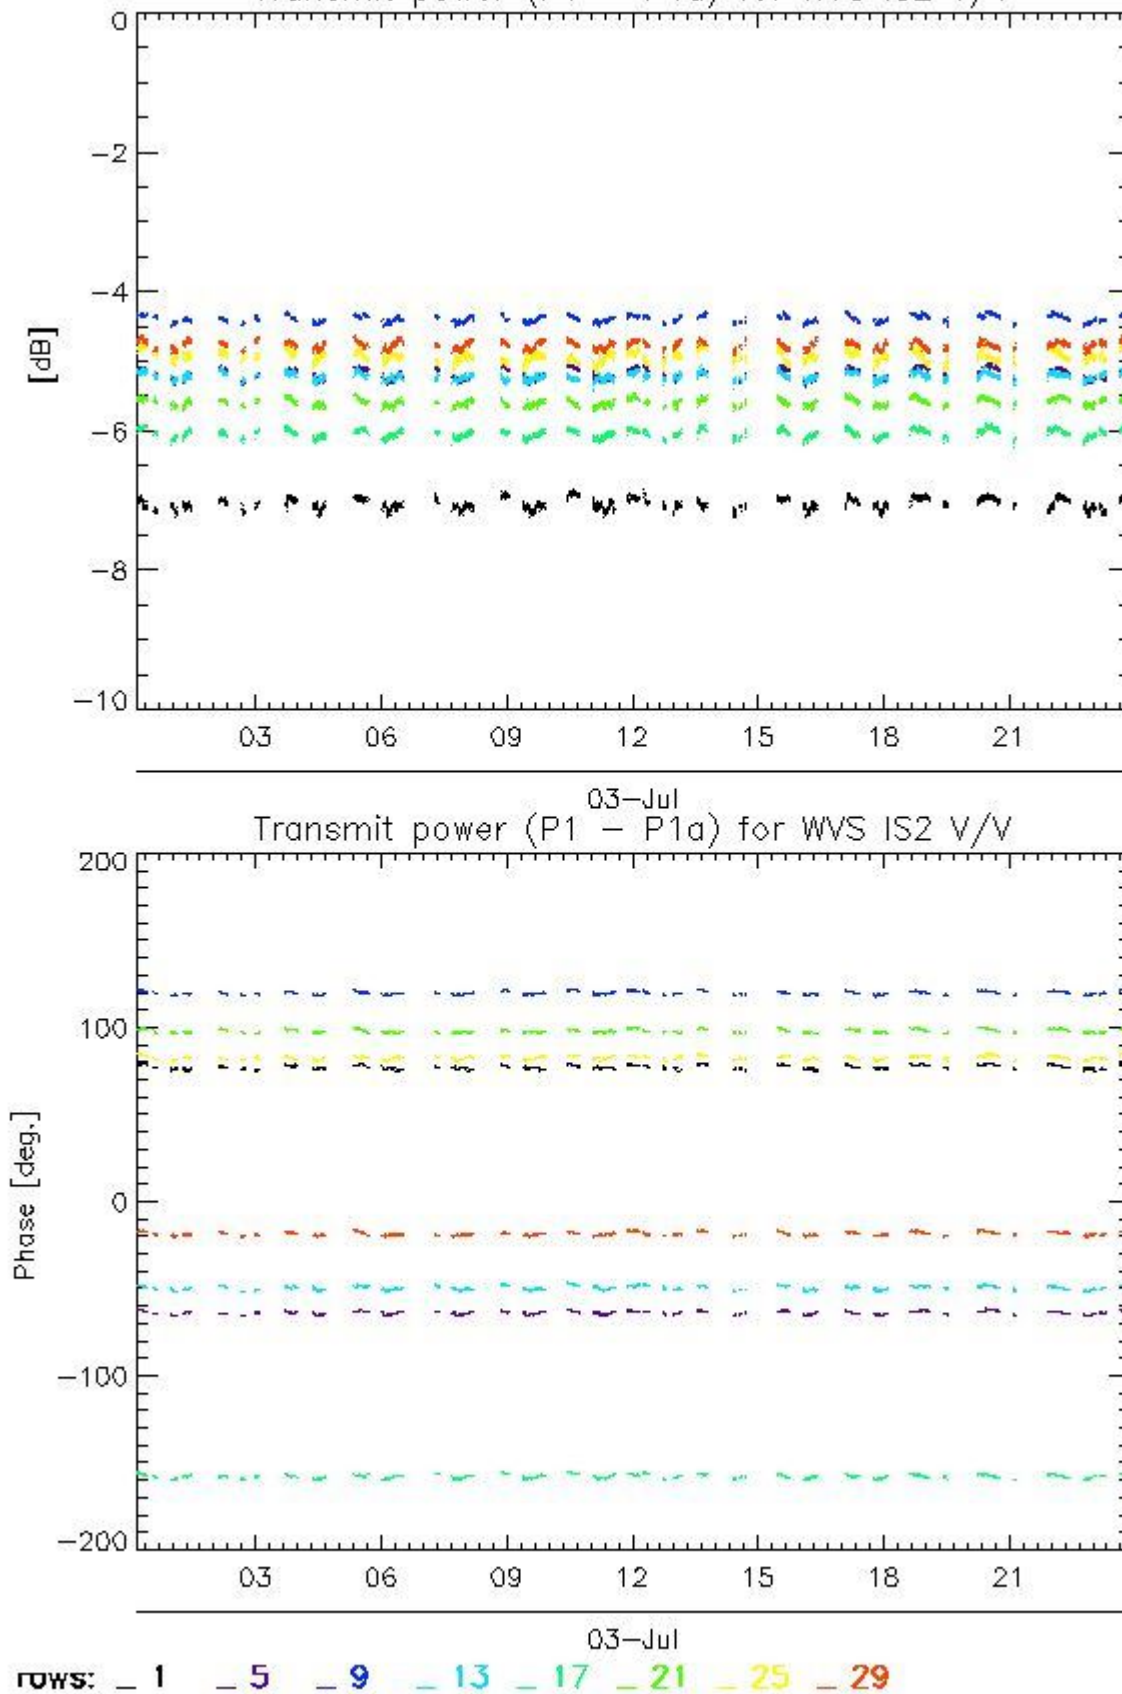 0
-2
-4
[dB]
-6
-8
-10
03 06 09 12 15 18 21
03-Jul
Transmit power (P1 - P1a) for WVS IS2 V/V
200
100
0
Phase [deg.]
-100
-200
03 06 09 12 15 18 21
03-Jul
rows: _ 1 _ 5 _ 9 _ 13 _ 17 _ 21 _ 25 _ 29